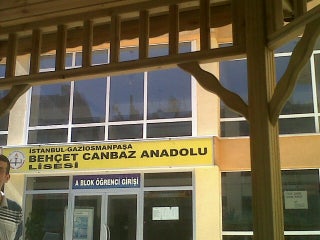 İSTANBUL-GAZİOSMANPAŞA
BEHÇET CANBAZ ANADOLU
LİSESİ
A BLOK ÖĞRENCİ GİRİŞİ